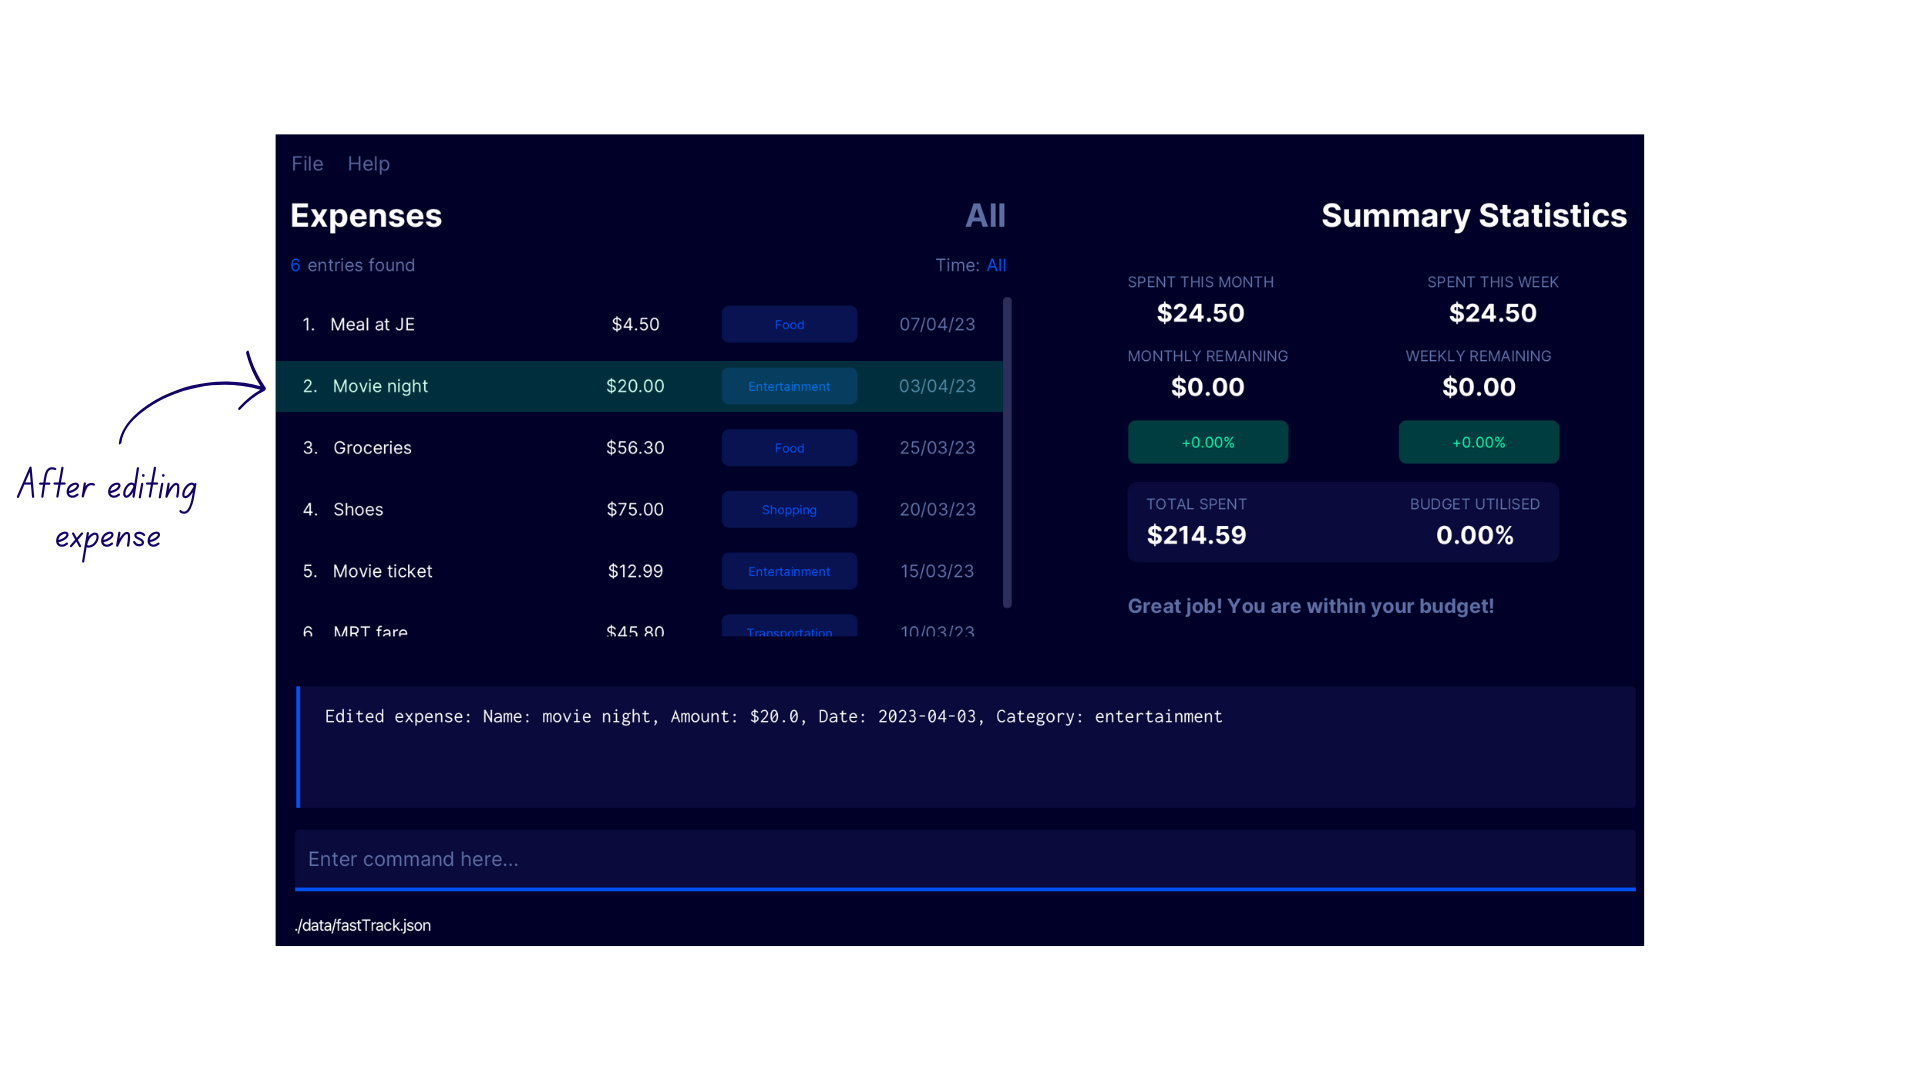 File Help
Expenses All Summary Statistics
6 entries found Time: All
SPENT THIS MONTH SPENT THIS WEEK
$24.50 $24.50
1. Meal at JE $4.50 Food 07/04/23
MONTHLY REMAINING WEEKLY REMAINING
2. Movie night $20.00 Entertainment 03/04/23
$0.00 $0.00
+0.00% +0.00%
3. Groceries $56.30 Food 25/03/23
After editing
expense
TOTAL SPENT BUDGET UTILISED
4. Shoes $75.00 Shopping 20/03/23
$214.59 0.00%
5. Movie ticket $12.99 Entertainment 15/03/23
Great job! You are within your budget!
6. MRT fare $45.80 Transportation 10/03/23
Edited expense: Name: movie night, Amount: $20.0, Date: 2023-04-03, Category: entertainment
Enter command here...
./data/fastTrack.json